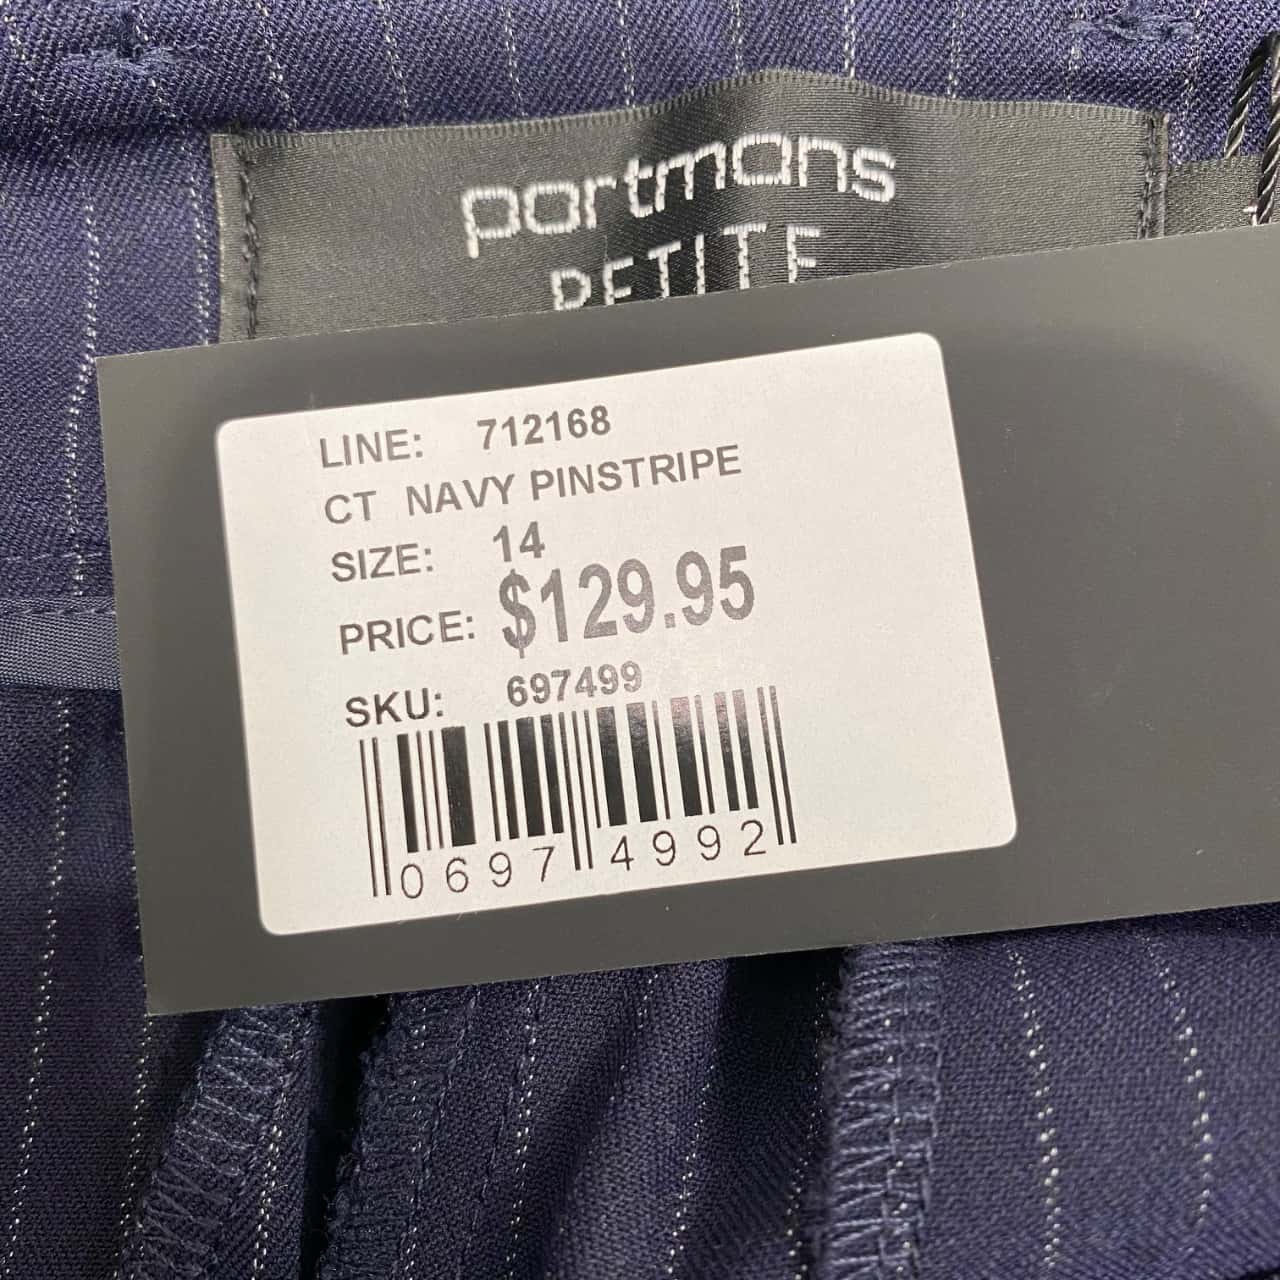 portmans
PETITE
LINE: 712168
CT NAVY PINSTRIPE
SIZE: 14
PRICE: $129.95
SKU: 697499
0697 4992